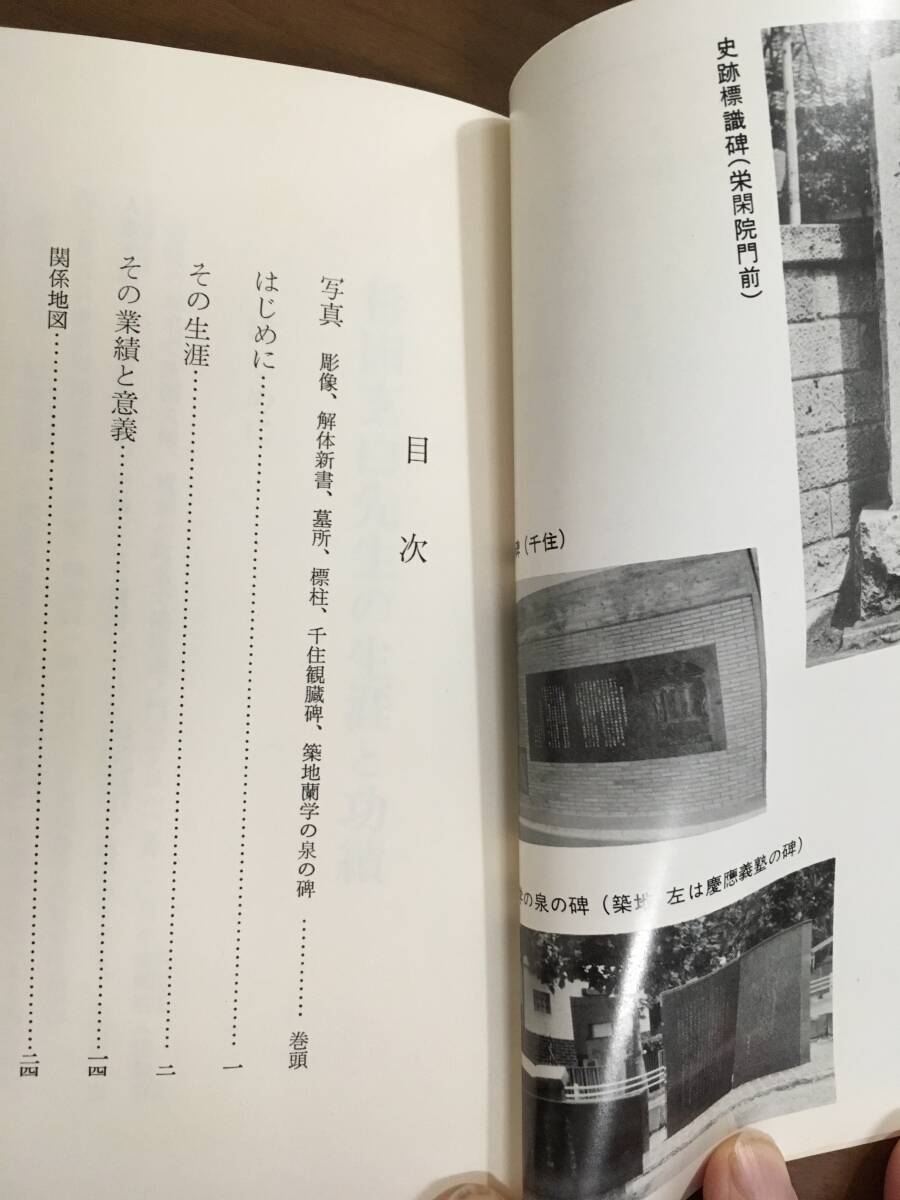 史跡標識碑(栄閑院門前)
(千住)
の泉の碑(築地 左は慶應義塾の碑)
目次
写真 彫像、解体新書、墓所、標柱、千住観臓碑、築地蘭学の泉の碑 ………… 巻頭
はじめに………… 一
その生涯………… 二
その業績と意義………… 一四
関係地図………… 二四